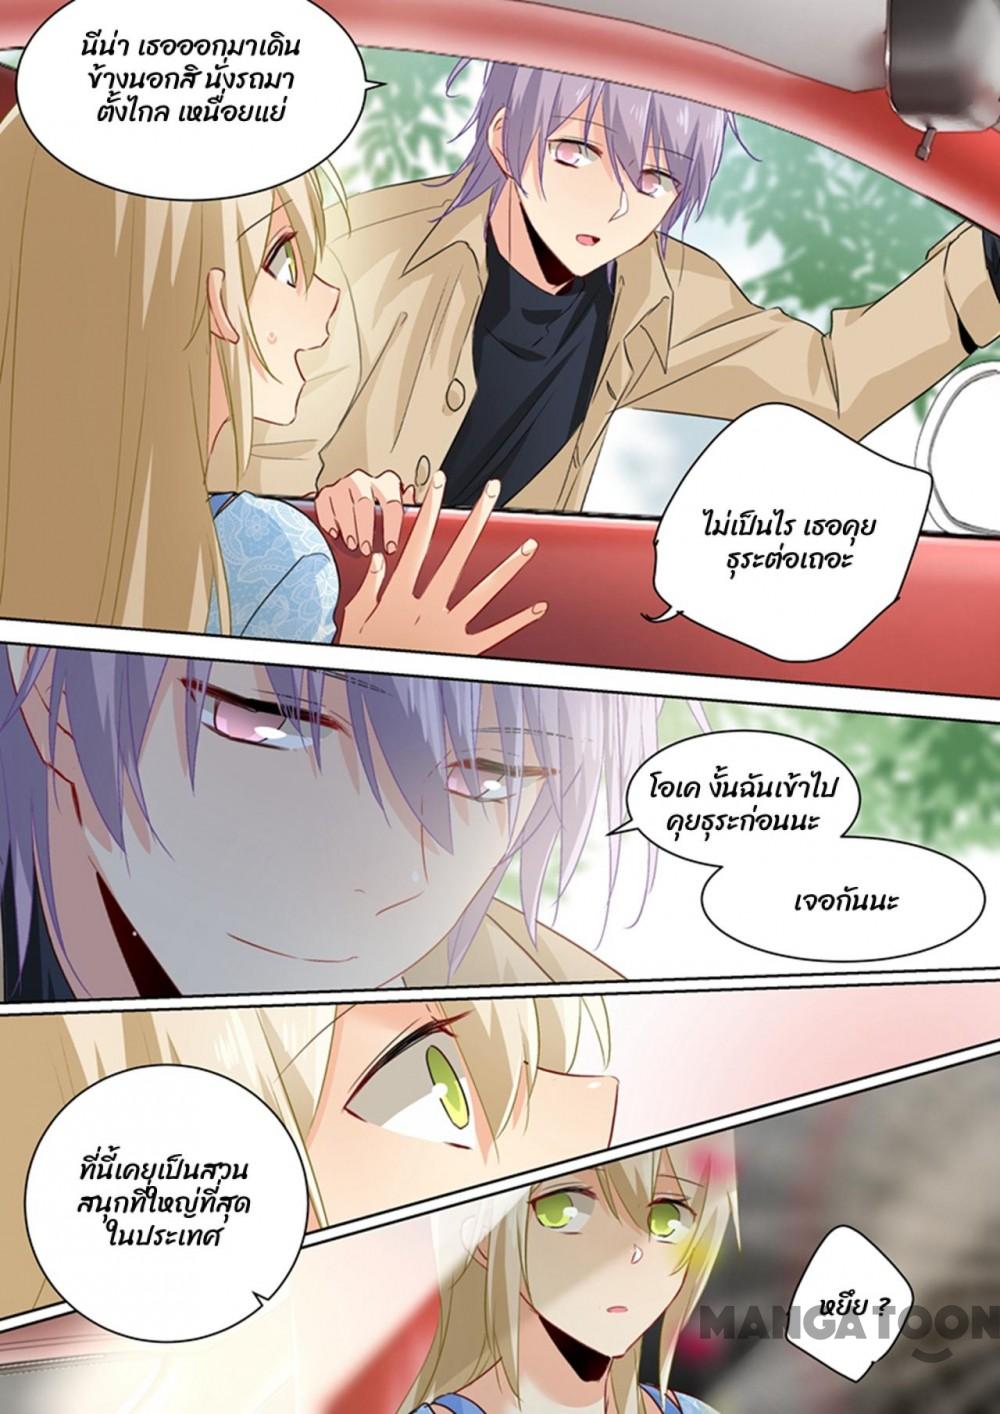 นีน่า เธอออกมาเดิน
ข้างนอกสิ นั่งรถมา
ตั้งไกล เหนื่อยแย่
ไม่เป็นไร เธอคุย
ธุระต่อเถอะ
โอเค งั้นฉันเข้าไป
คุยธุระก่อนนะ
เจอกันนะ
ที่นี้เคยเป็นสวน
สนุกที่ใหญ่ที่สุด
ในประเทศ
หยึย ?
MANGATOON